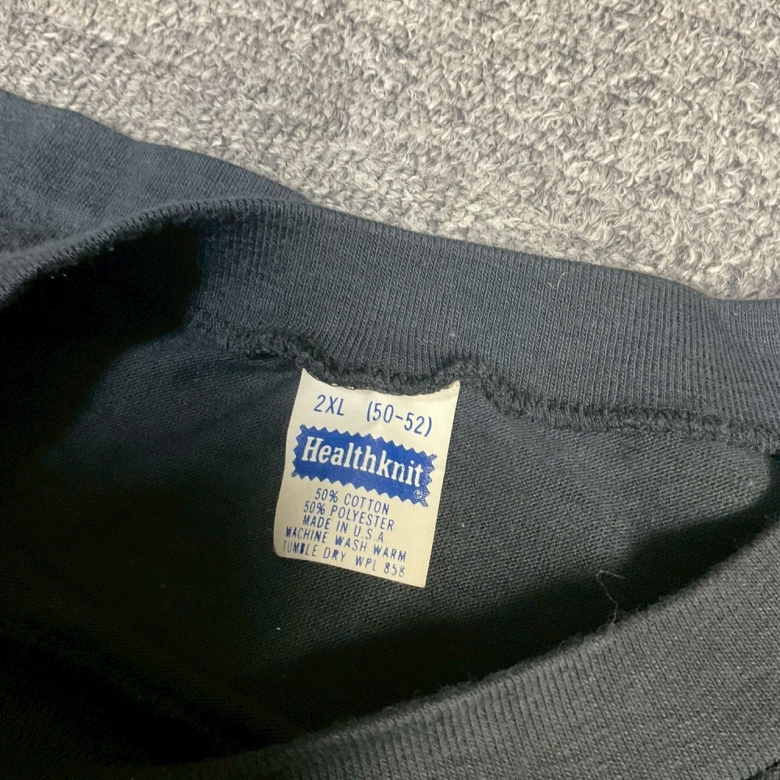 2XL (50-52)
Healthknit
®
50% COTTON
50% POLYESTER
MADE IN U.S.A
MACHINE WASH WARM
TUMBLE DRY WPL 858